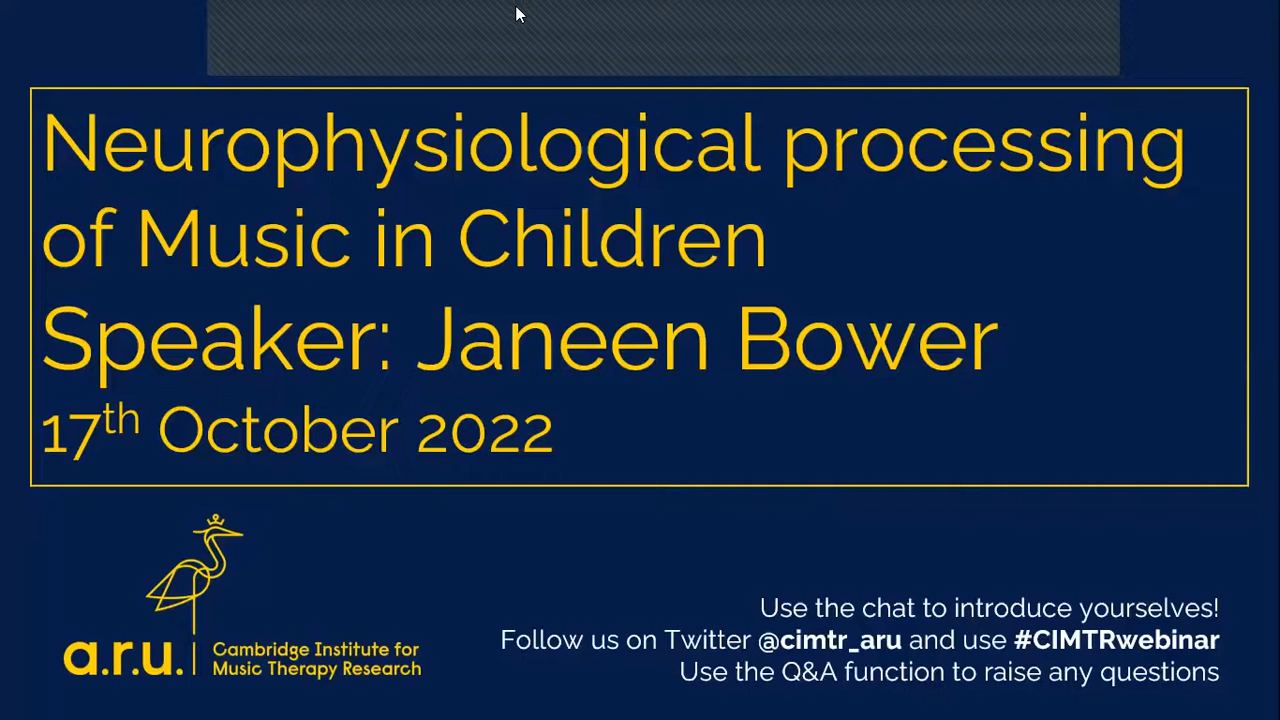 Neurophysiological processing
of Music in Children
Speaker: Janeen Bower
17th October 2022
a.r.u.
Cambridge Institute for
Music Therapy Research
Use the chat to introduce yourselves!
Follow us on Twitter @cimtr_aru and use #CIMTRwebinar
Use the Q&A function to raise any questions